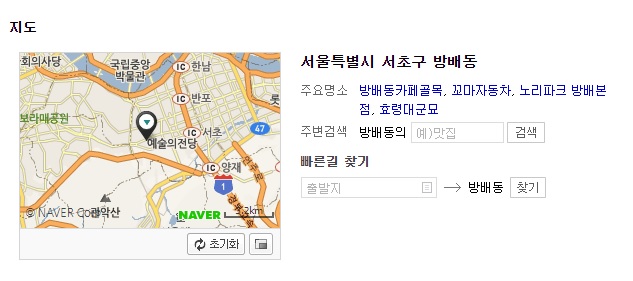 지도
회의사당
국립중앙
박물관
IC 한남
IC 반포
보라매공원
IC 서초
47
예술의전당
IC 양재
1
관악산
© NAVER Corp.
NAVER
3.2km
초기화
서울특별시 서초구 방배동
주요명소 방배동카페골목, 꼬마자동차, 노리파크 방배본
점, 효령대군묘
주변검색 방배동의 예)맛집 검색
빠른길 찾기
출발지 → 방배동 찾기